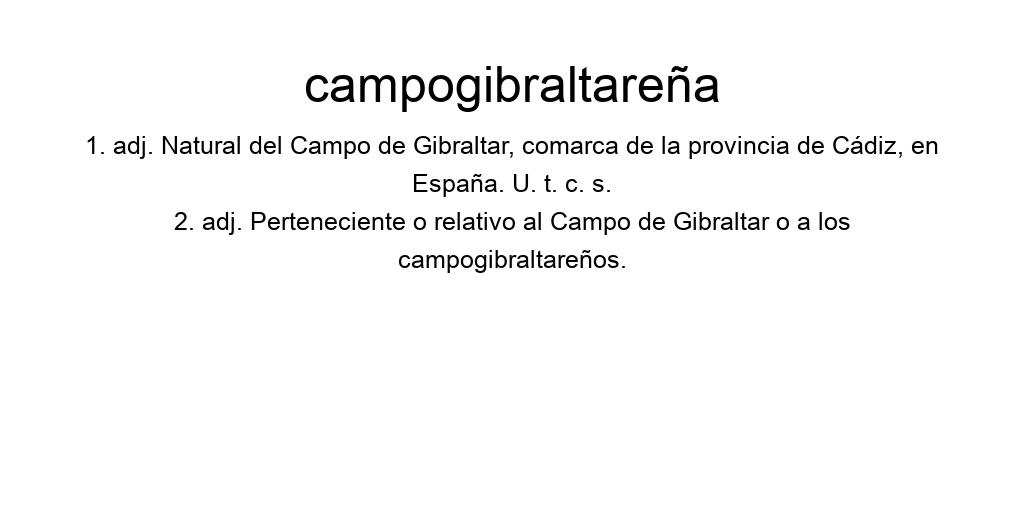 campogibraltareña
1. adj. Natural del Campo de Gibraltar, comarca de la provincia de Cádiz, en
España. U. t. c. s.
2. adj. Perteneciente o relativo al Campo de Gibraltar o a los
campogibraltareños.